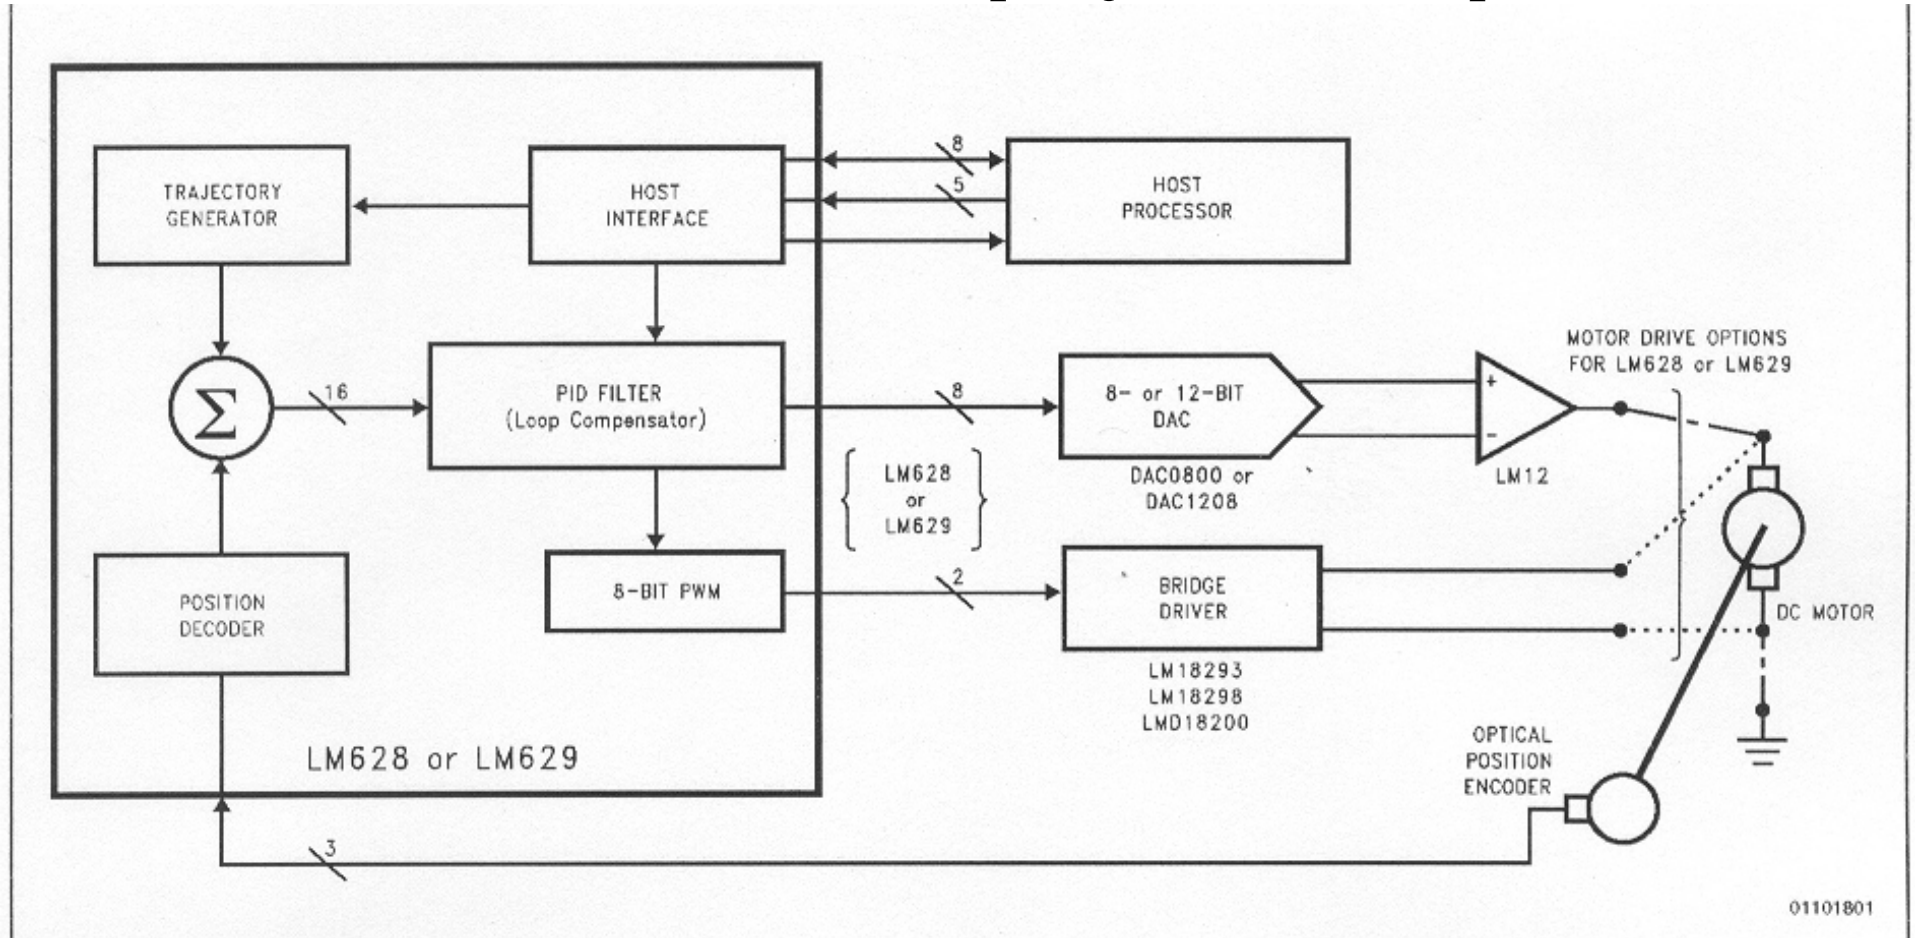 TRAJECTORY
GENERATOR
HOST
INTERFACE
8
5
HOST
PROCESSOR
MOTOR DRIVE OPTIONS
FOR LM628 or LM629
Σ
16
PID FILTER
(Loop Compensator)
8
8- or 12-BIT
DAC
+
-
LM12
DAC0800 or
DAC1208
LM628
or
LM629
POSITION
DECODER
8-BIT PWM
2
BRIDGE
DRIVER
DC MOTOR
LM18293
LM18298
LMD18200
LM628 or LM629
OPTICAL
POSITION
ENCODER
3
01101801